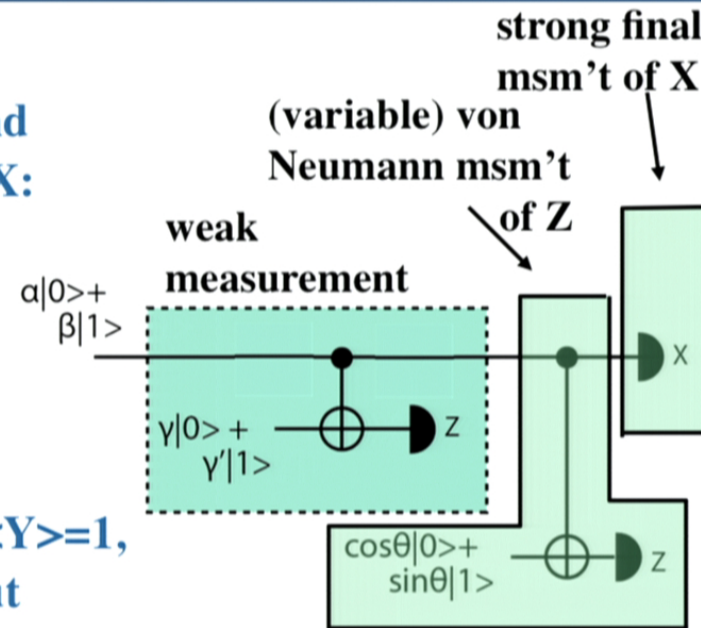 strong final
msm't of X
d
(variable) von
X:
Neumann msm't
of Z
weak
measurement
α|0>+
β|1>
X
γ|0> +
γ'|1>
Z
Y>=1,
t
cosθ|0>+
sinθ|1>
Z